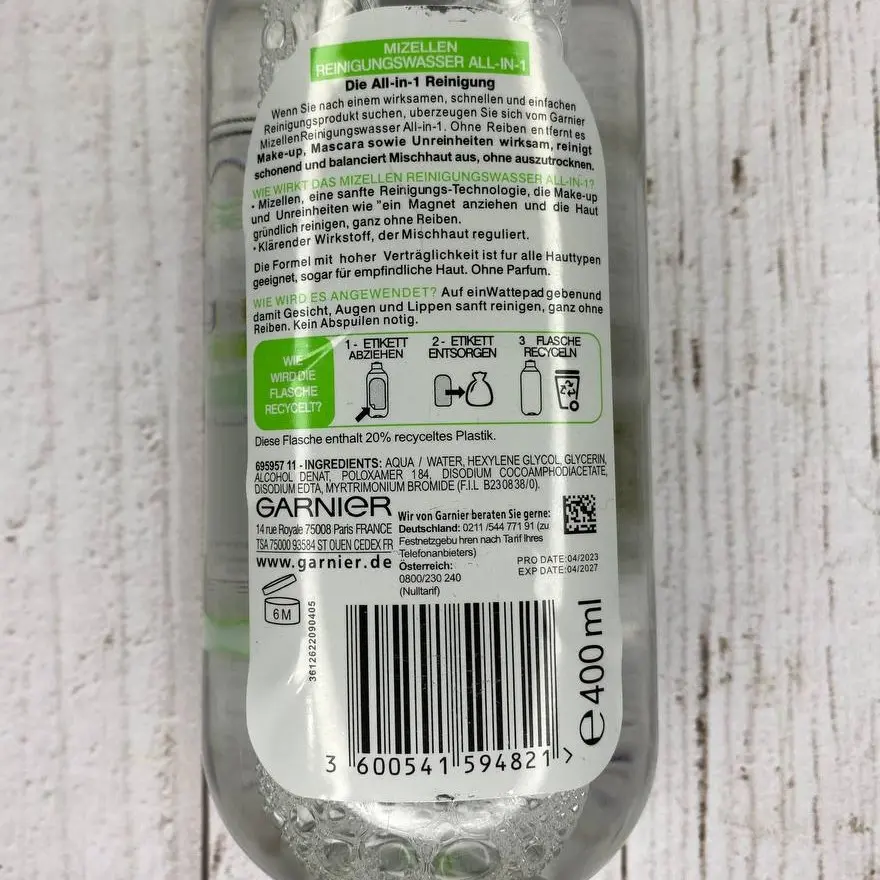 MIZELLEN
REINIGUNGSWASSER ALL-IN-1
Die All-in-1 Reinigung
Wenn Sie nach einem wirksamen, schnellen und einfachen
Reinigungsprodukt suchen, uberzeugen Sie sich vom Garnier
MizellenReinigungswasser All-in-1. Ohne Reiben entfernt es
Make-up, Mascara sowie Unreinheiten wirksam, reinigt
schonend und balanciert Mischhaut aus, ohne auszutrocknen.
WIE WIRKT DAS MIZELLEN REINIGUNGSWASSER ALL-IN-1?
• Mizellen, eine sanfte Reinigungs-Technologie, die Make-up
und Unreinheiten wie "ein Magnet anziehen und die Haut
gründlich reinigen, ganz ohne Reiben.
• Klärender Wirkstoff, der Mischhaut reguliert.
Die Formel mit hoher Verträglichkeit ist fur alle Hauttypen
geeignet, sogar für empfindliche Haut. Ohne Parfum.
WIE WIRD ES ANGEWENDET? Auf einWattepad gebenund
damit Gesicht, Augen und Lippen sanft reinigen, ganz ohne
Reiben. Kein Abspuilen notig.
WIE
WIRD DIE
FLASCHE
RECYCELT?
1 - ETIKETT
ABZIEHEN
2 - ETIKETT
ENTSORGEN
3 FLASCHE
RECYCELN
Diese Flasche enthalt 20% recyceltes Plastik.
695957 11 - INGREDIENTS: AQUA / WATER, HEXYLENE GLYCOL, GLYCERIN,
ALCOHOL DENAT, POLOXAMER 184, DISODIUM COCOAMPHODIACETATE,
DISODIUM EDTA, MYRTRIMONIUM BROMIDE (F.I.L B230838/0).
GARNIER
14 rue Royale 75008 Paris FRANCE
TSA 75000 93584 ST OUEN CEDEX FR
www.garnier.de
Wir von Garnier beraten Sie gerne:
Deutschland: 0211 /544 771 91 (zu
Festnetzgebu hren nach Tarif Ihres
Telefonanbieters)
Österreich:
0800/230 240
(Nulltarif)
PRO DATE:04/2023
EXP DATE:04/2027
6 M
3612622090405
3 600541 594821 >
e 400 ml